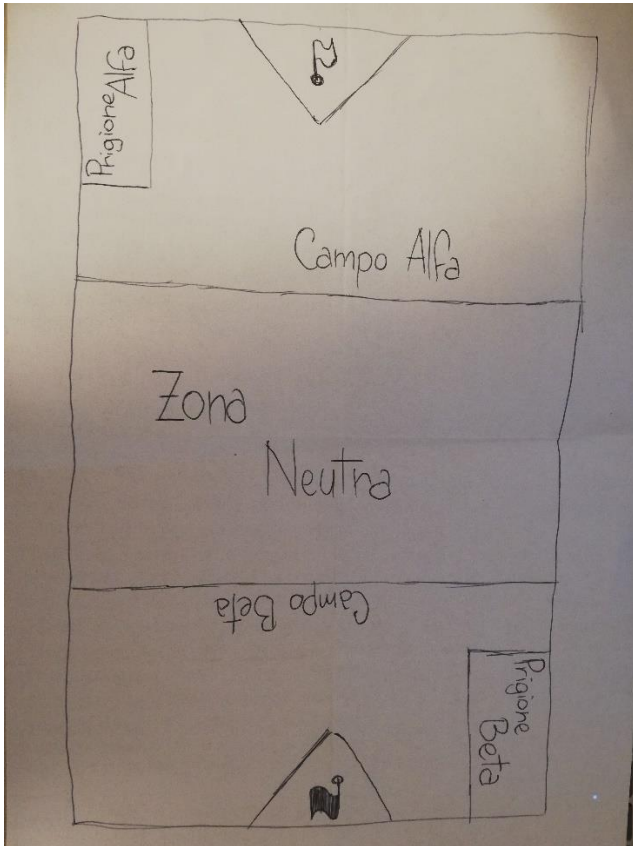 Prigione Alfa
Campo Alfa
Zona
Neutra
Campo Beta
Prigione
Beta